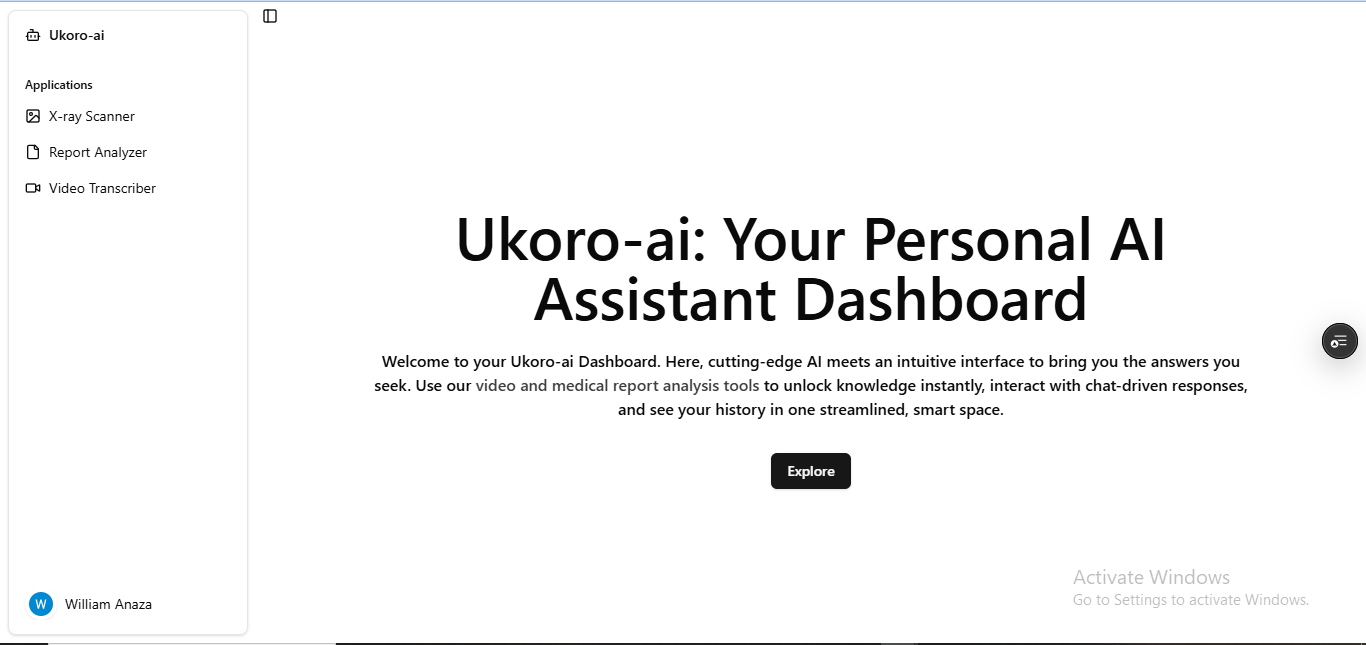 Ukoro-ai
Applications
X-ray Scanner
Report Analyzer
Video Transcriber
Ukoro-ai: Your Personal AI
Assistant Dashboard
Welcome to your Ukoro-ai Dashboard. Here, cutting-edge AI meets an intuitive interface to bring you the answers you
seek. Use our video and medical report analysis tools to unlock knowledge instantly, interact with chat-driven responses,
and see your history in one streamlined, smart space.
Explore
Activate Windows
Go to Settings to activate Windows.
W William Anaza